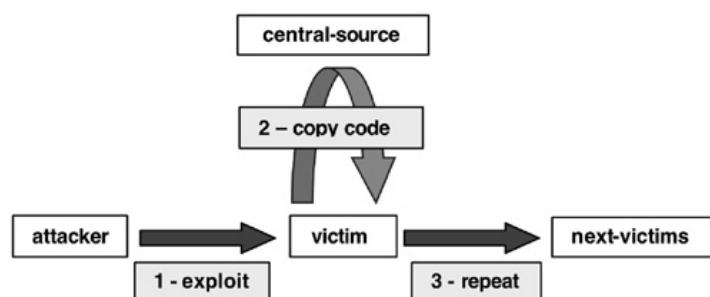 central-source
2 – copy code
attacker
victim
next-victims
1 - exploit
3 - repeat